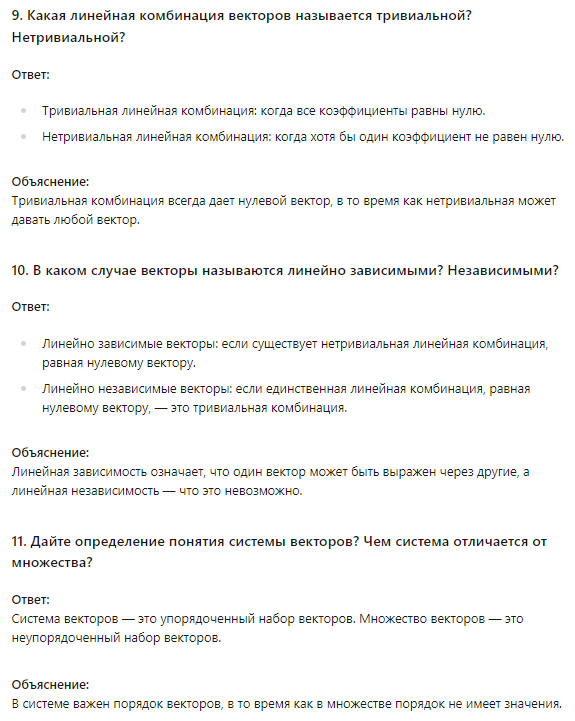 9. Какая линейная комбинация векторов называется тривиальной?
Нетривиальной?
Ответ:
Тривиальная линейная комбинация: когда все коэффициенты равны нулю.
Нетривиальная линейная комбинация: когда хотя бы один коэффициент не равен нулю.
Объяснение:
Тривиальная комбинация всегда дает нулевой вектор, в то время как нетривиальная может
давать любой вектор.
10. В каком случае векторы называются линейно зависимыми? Независимыми?
Ответ:
Линейно зависимые векторы: если существует нетривиальная линейная комбинация,
равная нулевому вектору.
Линейно независимые векторы: если единственная линейная комбинация, равная
нулевому вектору, — это тривиальная комбинация.
Объяснение:
Линейная зависимость означает, что один вектор может быть выражен через другие, а
линейная независимость — что это невозможно.
11. Дайте определение понятия системы векторов? Чем система отличается от
множества?
Ответ:
Система векторов — это упорядоченный набор векторов. Множество векторов — это
неупорядоченный набор векторов.
Объяснение:
В системе важен порядок векторов, в то время как в множестве порядок не имеет значения.